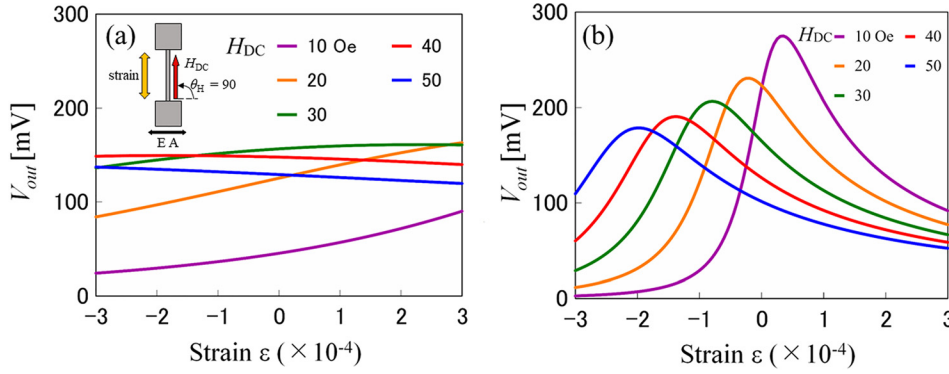 (a)
H_DC
10 Oe
40
20
50
30
strain
H_DC
θ_H = 90
E A
300
200
100
0
V_out [mV]
−3
−2
−1
0
1
2
3
Strain ε (×10⁻⁴)
(b)
H_DC
10 Oe
40
20
50
30
300
200
100
0
V_out [mV]
−3
−2
−1
0
1
2
3
Strain ε (×10⁻⁴)